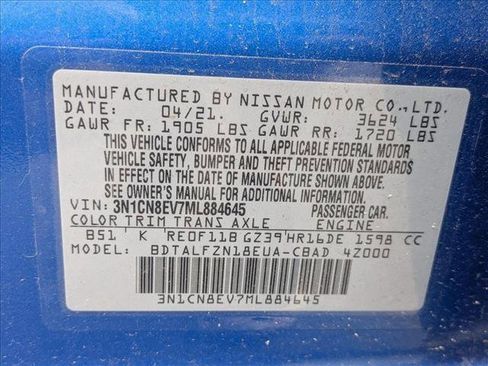 MANUFACTURED BY NISSAN MOTOR CO.,LTD.
DATE: 04/21. GVWR: 3624 LBS
GAWR FR: 1905 LBS GAWR RR: 1720 LBS
THIS VEHICLE CONFORMS TO ALL APPLICABLE FEDERAL MOTOR
VEHICLE SAFETY, BUMPER AND THEFT PREVENTION STANDARDS
IN EFFECT ON THE DATE OF MANUFACTURE SHOWN ABOVE.
SEE OWNER'S MANUAL FOR ADDITIONAL INFORMATION.
VIN: 3N1CN8EV7ML884645 PASSENGER CAR.
COLOR TRIM TRANS AXLE ENGINE
B51 K RE0F11B GZ39 HR16DE 1598 CC
MODEL: BDTALFZN18EUA-CBAD 42000
3N1CN8EV7ML884645